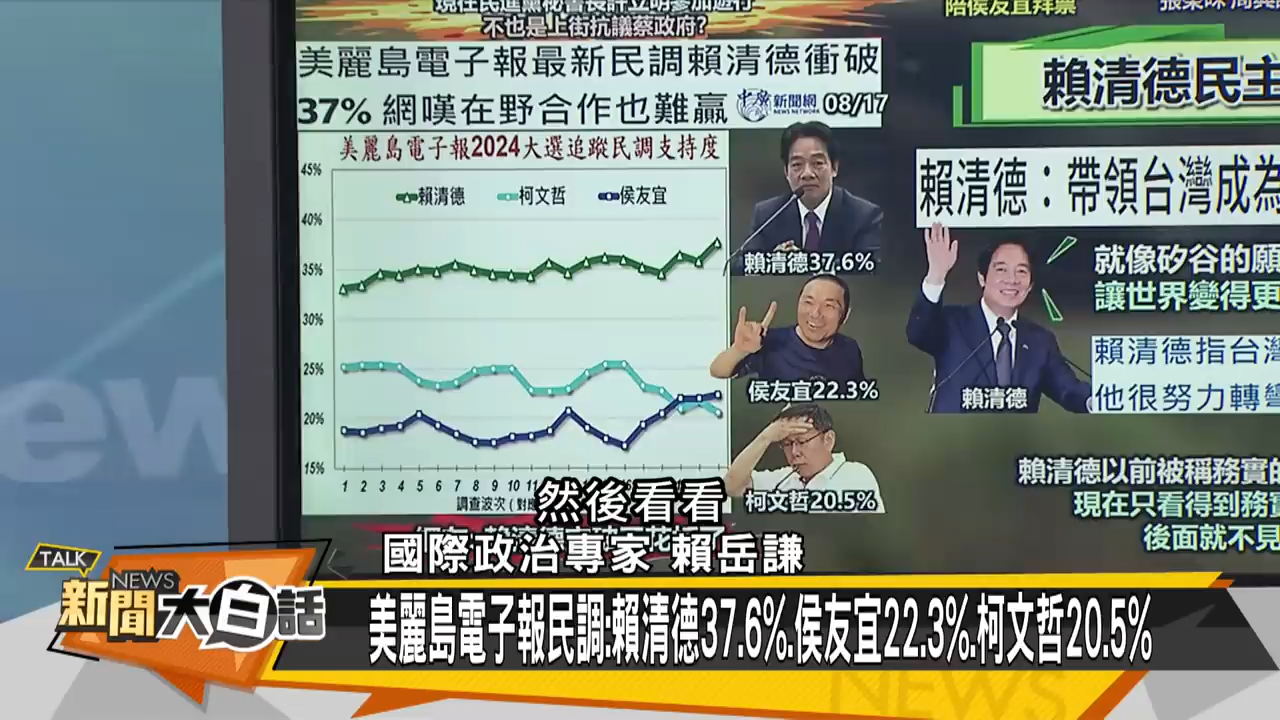 現在民進黨秘書長許立明參加遊行
不也是上街抗議蔡政府?
陪侯友宜拜票
美麗島電子報最新民調賴清德衝破
37% 網嘆在野合作也難贏 中廣新聞網 NEWS NETWORK 08/17
美麗島電子報2024大選追蹤民調支持度
賴清德 柯文哲 侯友宜
45%
40%
35%
30%
25%
20%
15%
1 2 3 4 5 6 7 8 9 10 11
調查波次(對應
賴清德37.6%
侯友宜22.3%
柯文哲20.5%
賴清德民主
賴清德:帶領台灣成為
就像矽谷的願
讓世界變得更
賴清德指台灣
他很努力轉彎
賴清德
賴清德以前被稱務實的
現在只看得到務實
後面就不見
然後看看
國際政治專家 賴岳謙
TALK
NEWS
新聞大白話
美麗島電子報民調:賴清德37.6%.侯友宜22.3%.柯文哲20.5%
NEWS
ew